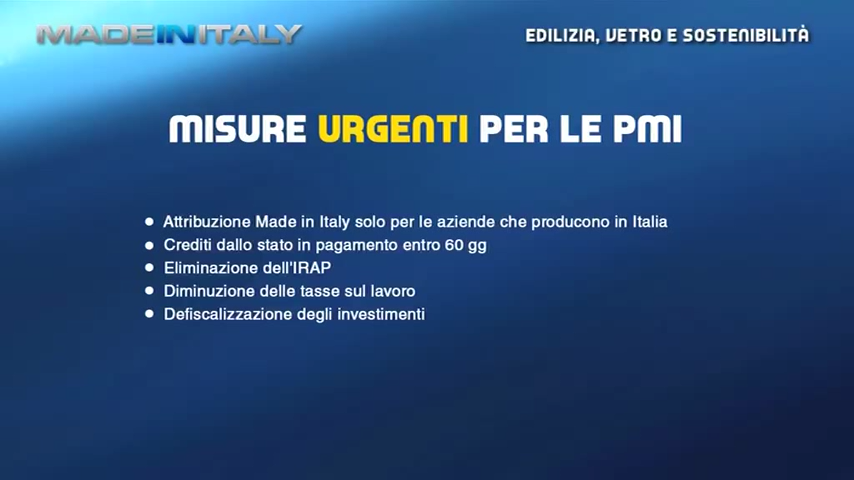 MADEINITALY
EDILIZIA, VETRO E SOSTENIBILITÀ
MISURE URGENTI PER LE PMI
● Attribuzione Made in Italy solo per le aziende che producono in Italia
● Crediti dallo stato in pagamento entro 60 gg
● Eliminazione dell'IRAP
● Diminuzione delle tasse sul lavoro
● Defiscalizzazione degli investimenti